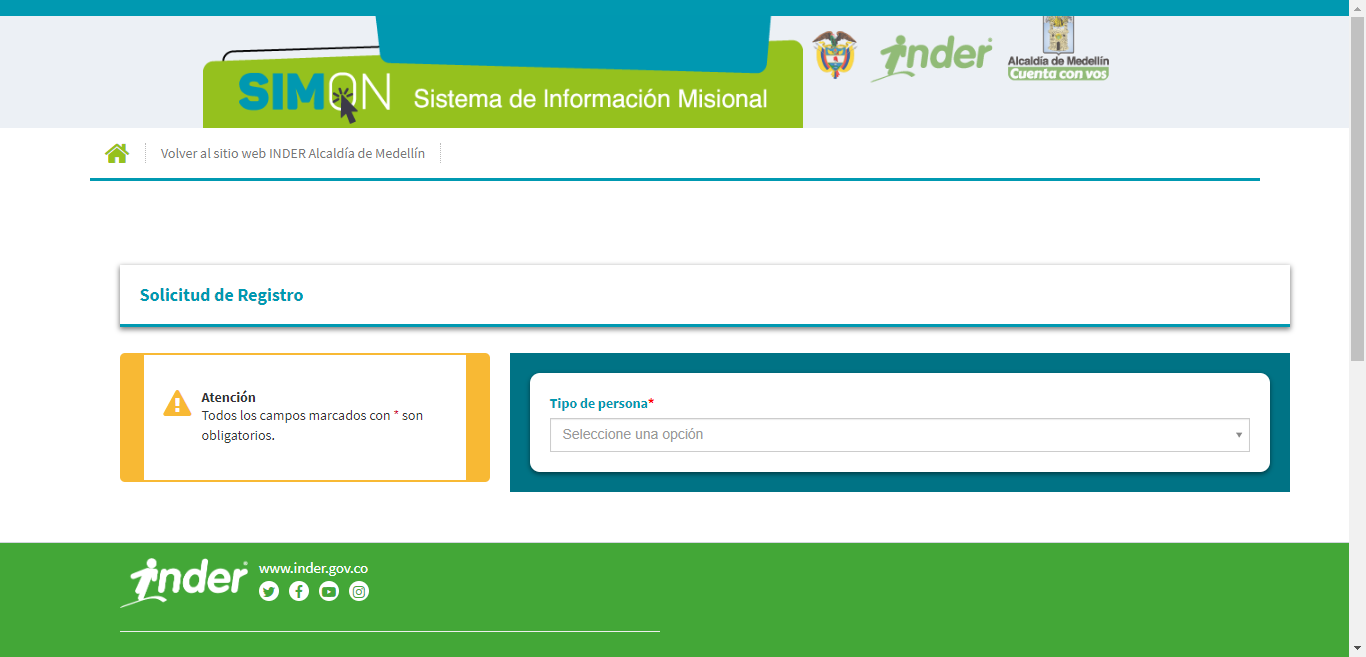 SIMON Sistema de Información Misional
inder
Alcaldía de Medellín
Cuenta con vos
Volver al sitio web INDER Alcaldía de Medellín
Solicitud de Registro
Atención
Todos los campos marcados con * son
obligatorios.
Tipo de persona*
Seleccione una opción
inder
www.inder.gov.co